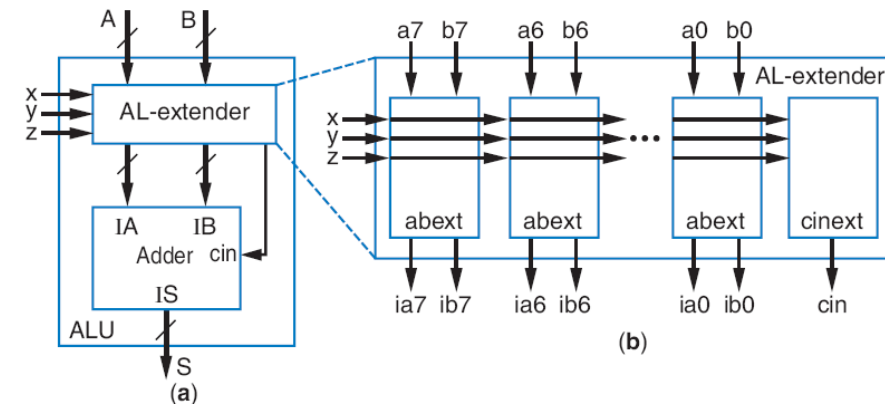 A B
x
y
z
AL-extender
IA IB
cin
Adder
IS
ALU
S
(a)
a7 b7 a6 b6 a0 b0
AL-extender
x
y
z
•••
abext abext abext cinext
ia7 ib7 ia6 ib6 ia0 ib0 cin
(b)